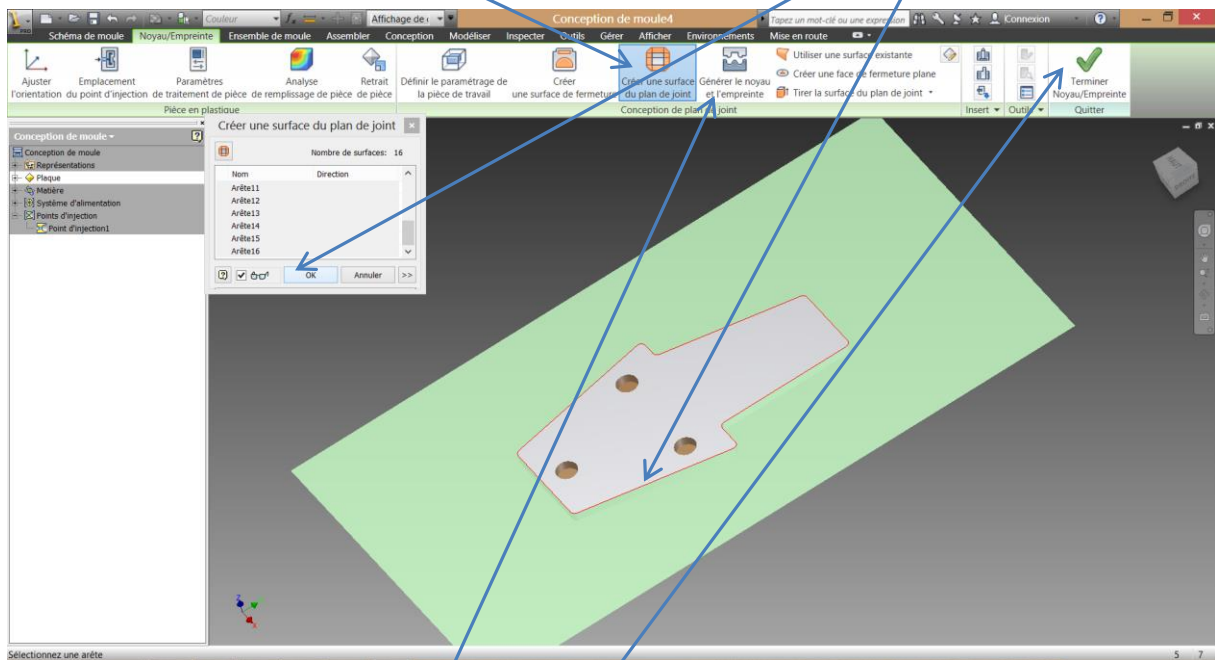 PRO Couleur Affichage de Conception de moule4 Tapez un mot-clé ou une expression Connexion
Schéma de moule Noyau/Empreinte Ensemble de moule Assembler Conception Modéliser Inspecter Outils Gérer Afficher Environnements Mise en route
Ajuster Emplacement Paramètres Analyse Retrait Définir le paramétrage de Créer Créer une surface Générer le noyau Utiliser une surface existante Terminer
l'orientation du point d'injection de traitement de pièce de remplissage de pièce de pièce la pièce de travail une surface de fermeture du plan de joint et l'empreinte Créer une face de fermeture plane Noyau/Empreinte
Tirer la surface du plan de joint
Pièce en plastique Conception de plan de joint Insert Outils Quitter
Conception de moule
Conception de moule
Représentations
Plaque
Matière
Système d'alimentation
Points d'injection
Point d'injection1
Créer une surface du plan de joint
Nombre de surfaces: 16
Nom Direction
Arête11
Arête12
Arête13
Arête14
Arête15
Arête16
OK Annuler >>
Sélectionnez une arête 5 7